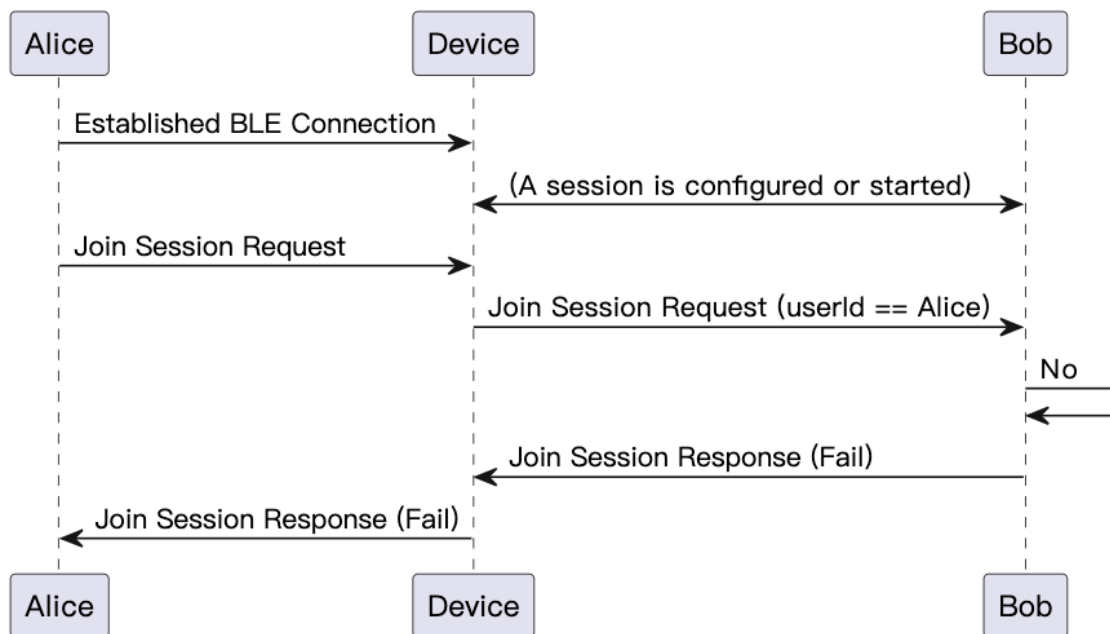 Alice Device Bob
Established BLE Connection
(A session is configured or started)
Join Session Request
Join Session Request (userId == Alice)
No
Join Session Response (Fail)
Join Session Response (Fail)
Alice Device Bob